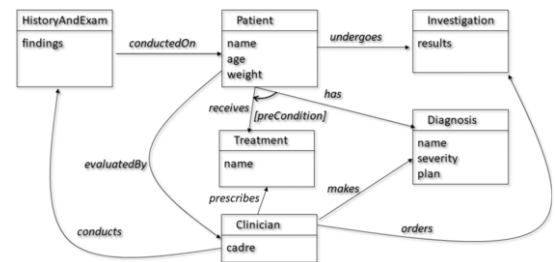 HistoryAndExam
findings
conductedOn
Patient
name
age
weight
undergoes
Investigation
results
receives
[preCondition]
has
Treatment
name
Diagnosis
name
severity
plan
evaluatedBy
prescribes
makes
conducts
Clinician
cadre
orders